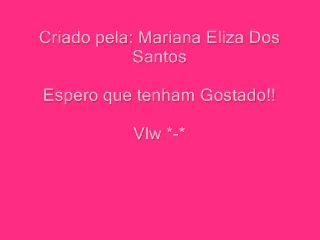 Criado pela: Mariana Eliza Dos
Santos
Espero que tenham Gostado!!
Vlw *-*